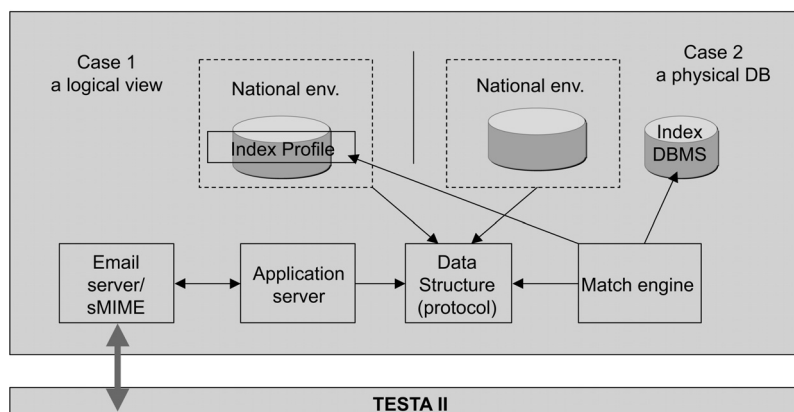 Case 1
a logical view
National env.
Index Profile
National env.
Case 2
a physical DB
Index
DBMS
Email
server/
sMIME
Application
server
Data
Structure
(protocol)
Match engine
TESTA II